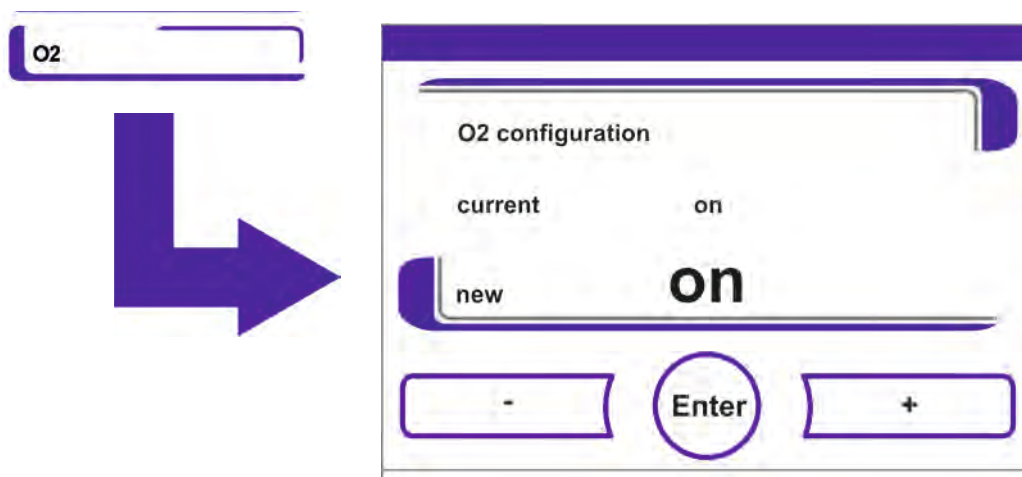 O2
O2 configuration
current on
new on
- Enter +